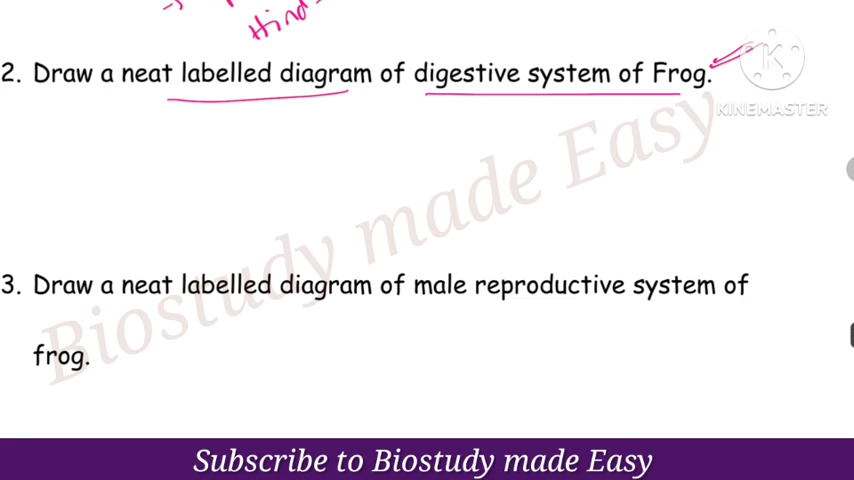 Hind-
2. Draw a neat labelled diagram of digestive system of Frog.
KINEMASTER
Biostudy made Easy
3. Draw a neat labelled diagram of male reproductive system of
frog.
Subscribe to Biostudy made Easy